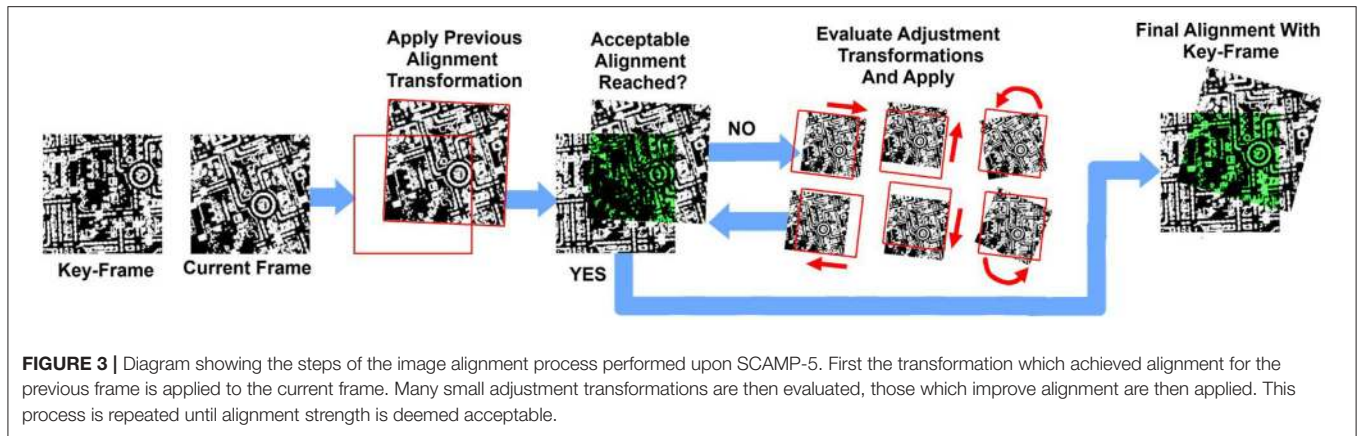 Apply Previous
Alignment
Transformation
Acceptable
Alignment
Reached?
Evaluate Adjustment
Transformations
And Apply
Final Alignment With
Key-Frame
NO
Key-Frame
Current Frame
YES
FIGURE 3 | Diagram showing the steps of the image alignment process performed upon SCAMP-5. First the transformation which achieved alignment for the
previous frame is applied to the current frame. Many small adjustment transformations are then evaluated, those which improve alignment are then applied. This
process is repeated until alignment strength is deemed acceptable.